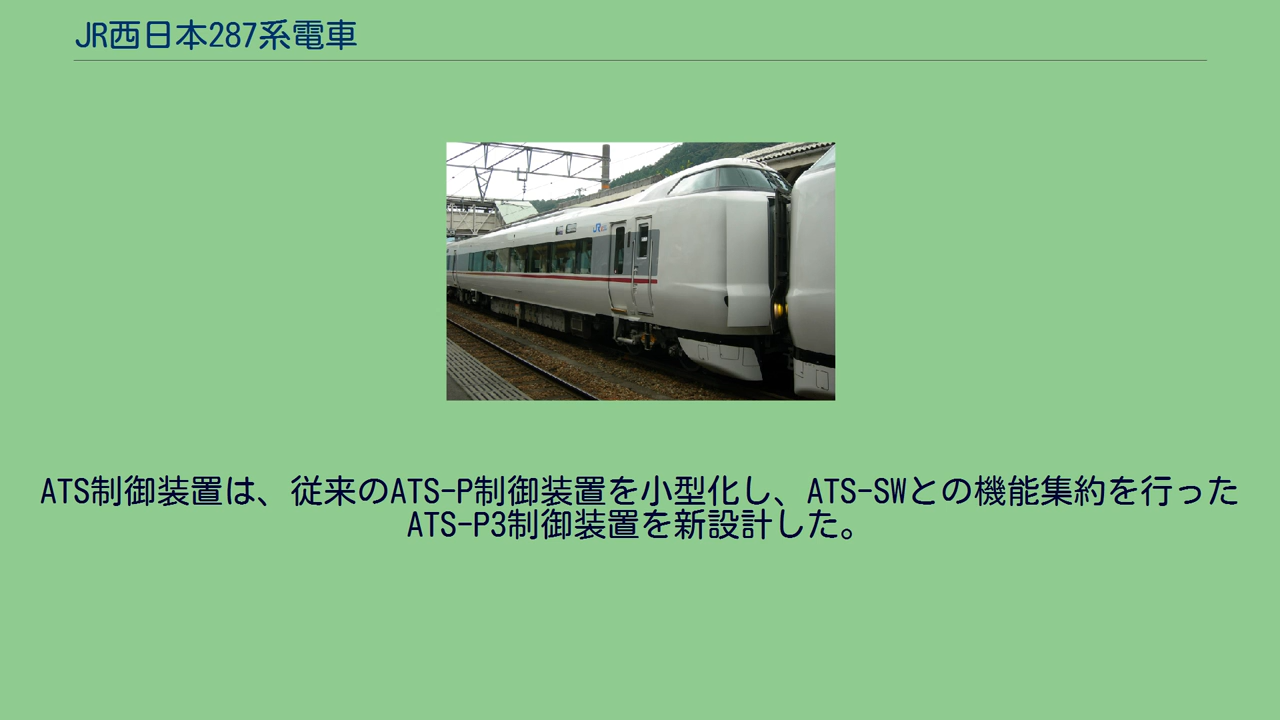 JR西日本287系電車
JR
ATS制御装置は、従来のATS-P制御装置を小型化し、ATS-SWとの機能集約を行った
ATS-P3制御装置を新設計した。